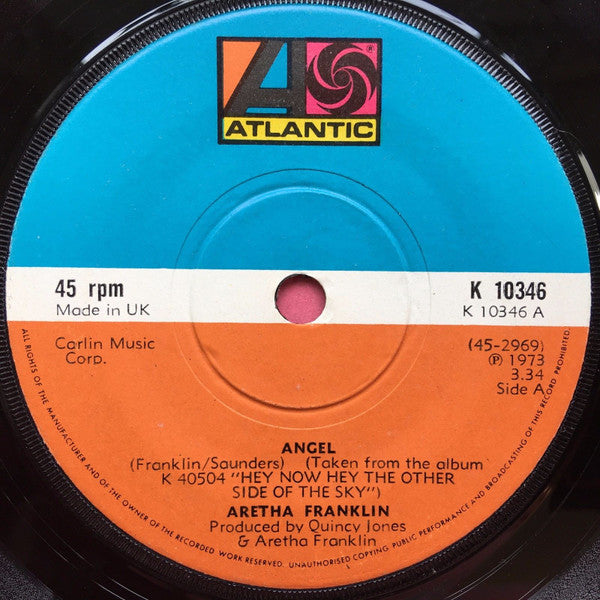 ®
ATLANTIC
45 rpm
Made in UK
K 10346
K 10346 A
Carlin Music
Corp.
(45-2969)
Ⓟ 1973
3.34
Side A
ANGEL
(Franklin/Saunders) (Taken from the album
K 40504 "HEY NOW HEY THE OTHER
SIDE OF THE SKY")
ARETHA FRANKLIN
Produced by Quincy Jones
& Aretha Franklin
ALL RIGHTS OF THE MANUFACTURER AND OF THE OWNER OF THE RECORDED WORK RESERVED. UNAUTHORISED COPYING PUBLIC PERFORMANCE AND BROADCASTING OF THIS RECORD PROHIBITED.